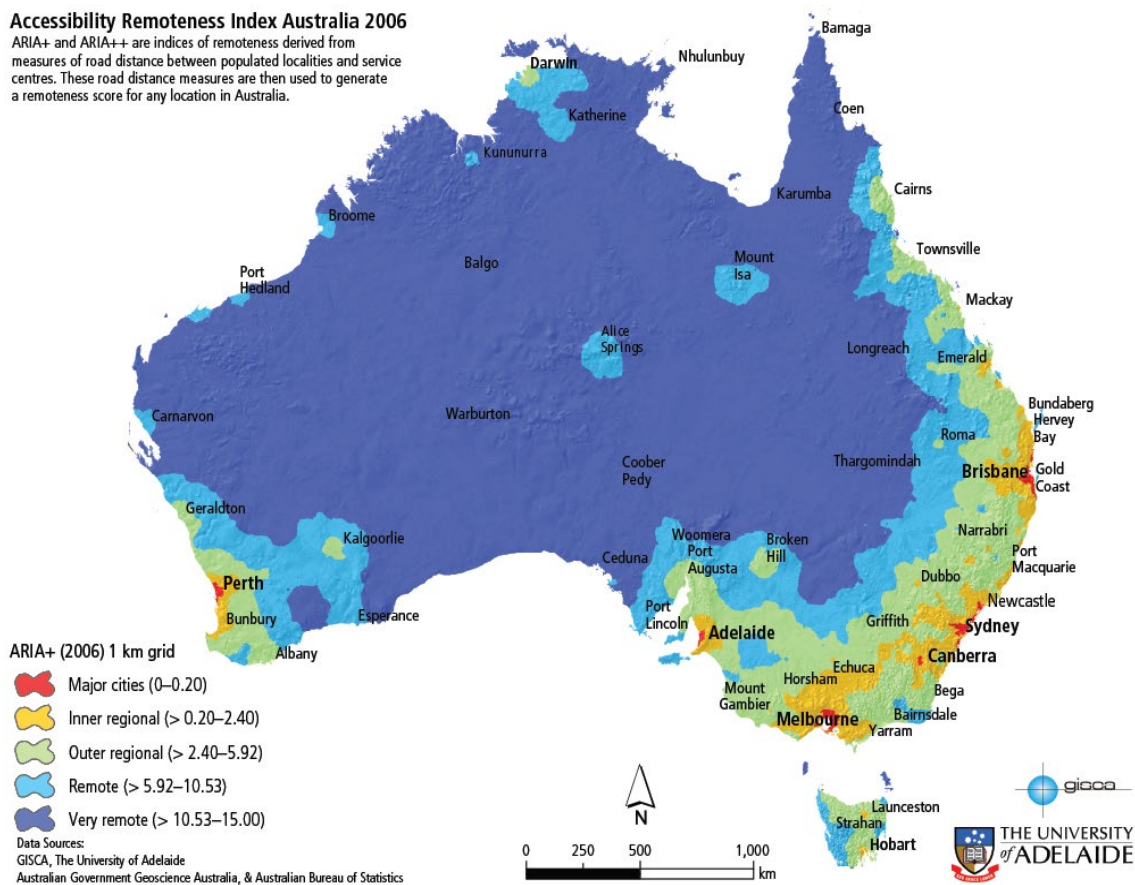 Accessibility Remoteness Index Australia 2006
ARIA+ and ARIA++ are indices of remoteness derived from
measures of road distance between populated localities and service
centres. These road distance measures are then used to generate
a remoteness score for any location in Australia.
Bamaga
Nhulunbuy
Darwin
Coen
Katherine
Kununurra
Karumba
Cairns
Broome
Townsville
Balgo
Mount
Isa
Port
Hedland
Mackay
Alice
Springs
Longreach
Emerald
Carnarvon
Warburton
Bundaberg
Hervey
Bay
Roma
Coober
Pedy
Thargomindah
Brisbane
Gold
Coast
Geraldton
Kalgoorlie
Woomera
Port
Augusta
Broken
Hill
Narrabri
Ceduna
Port
Macquarie
Perth
Dubbo
Newcastle
Bunbury
Esperance
Port
Lincoln
Adelaide
Griffith
Sydney
Albany
Canberra
Echuca
Horsham
Mount
Gambier
Bega
Melbourne
Bairnsdale
Yarram
Launceston
Strahan
Hobart
ARIA+ (2006) 1 km grid
Major cities (0–0.20)
Inner regional (> 0.20–2.40)
Outer regional (> 2.40–5.92)
Remote (> 5.92–10.53)
Very remote (> 10.53–15.00)
Data Sources:
GISCA, The University of Adelaide
Australian Government Geoscience Australia, & Australian Bureau of Statistics
N
0 250 500 1,000
km
gisca
THE UNIVERSITY
of ADELAIDE